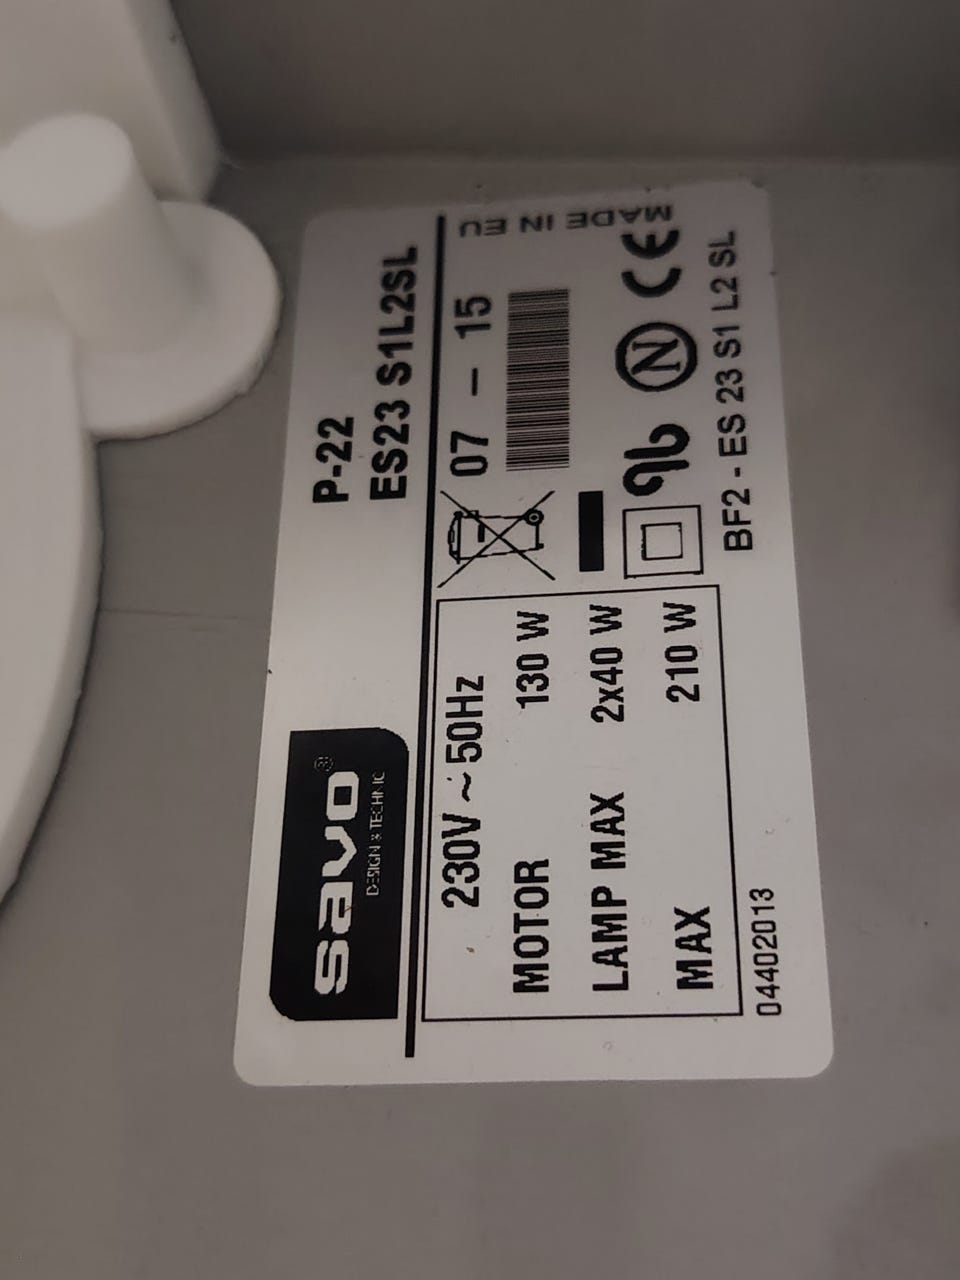 savo®
DESIGN & TECHNIC
P-22
ES23 S1L2SL
230V ~ 50Hz
MOTOR 130 W
LAMP MAX 2x40 W
MAX 210 W
07 – 15
MADE IN EU
N CE
04402013
BF2 - ES 23 S1 L2 SL